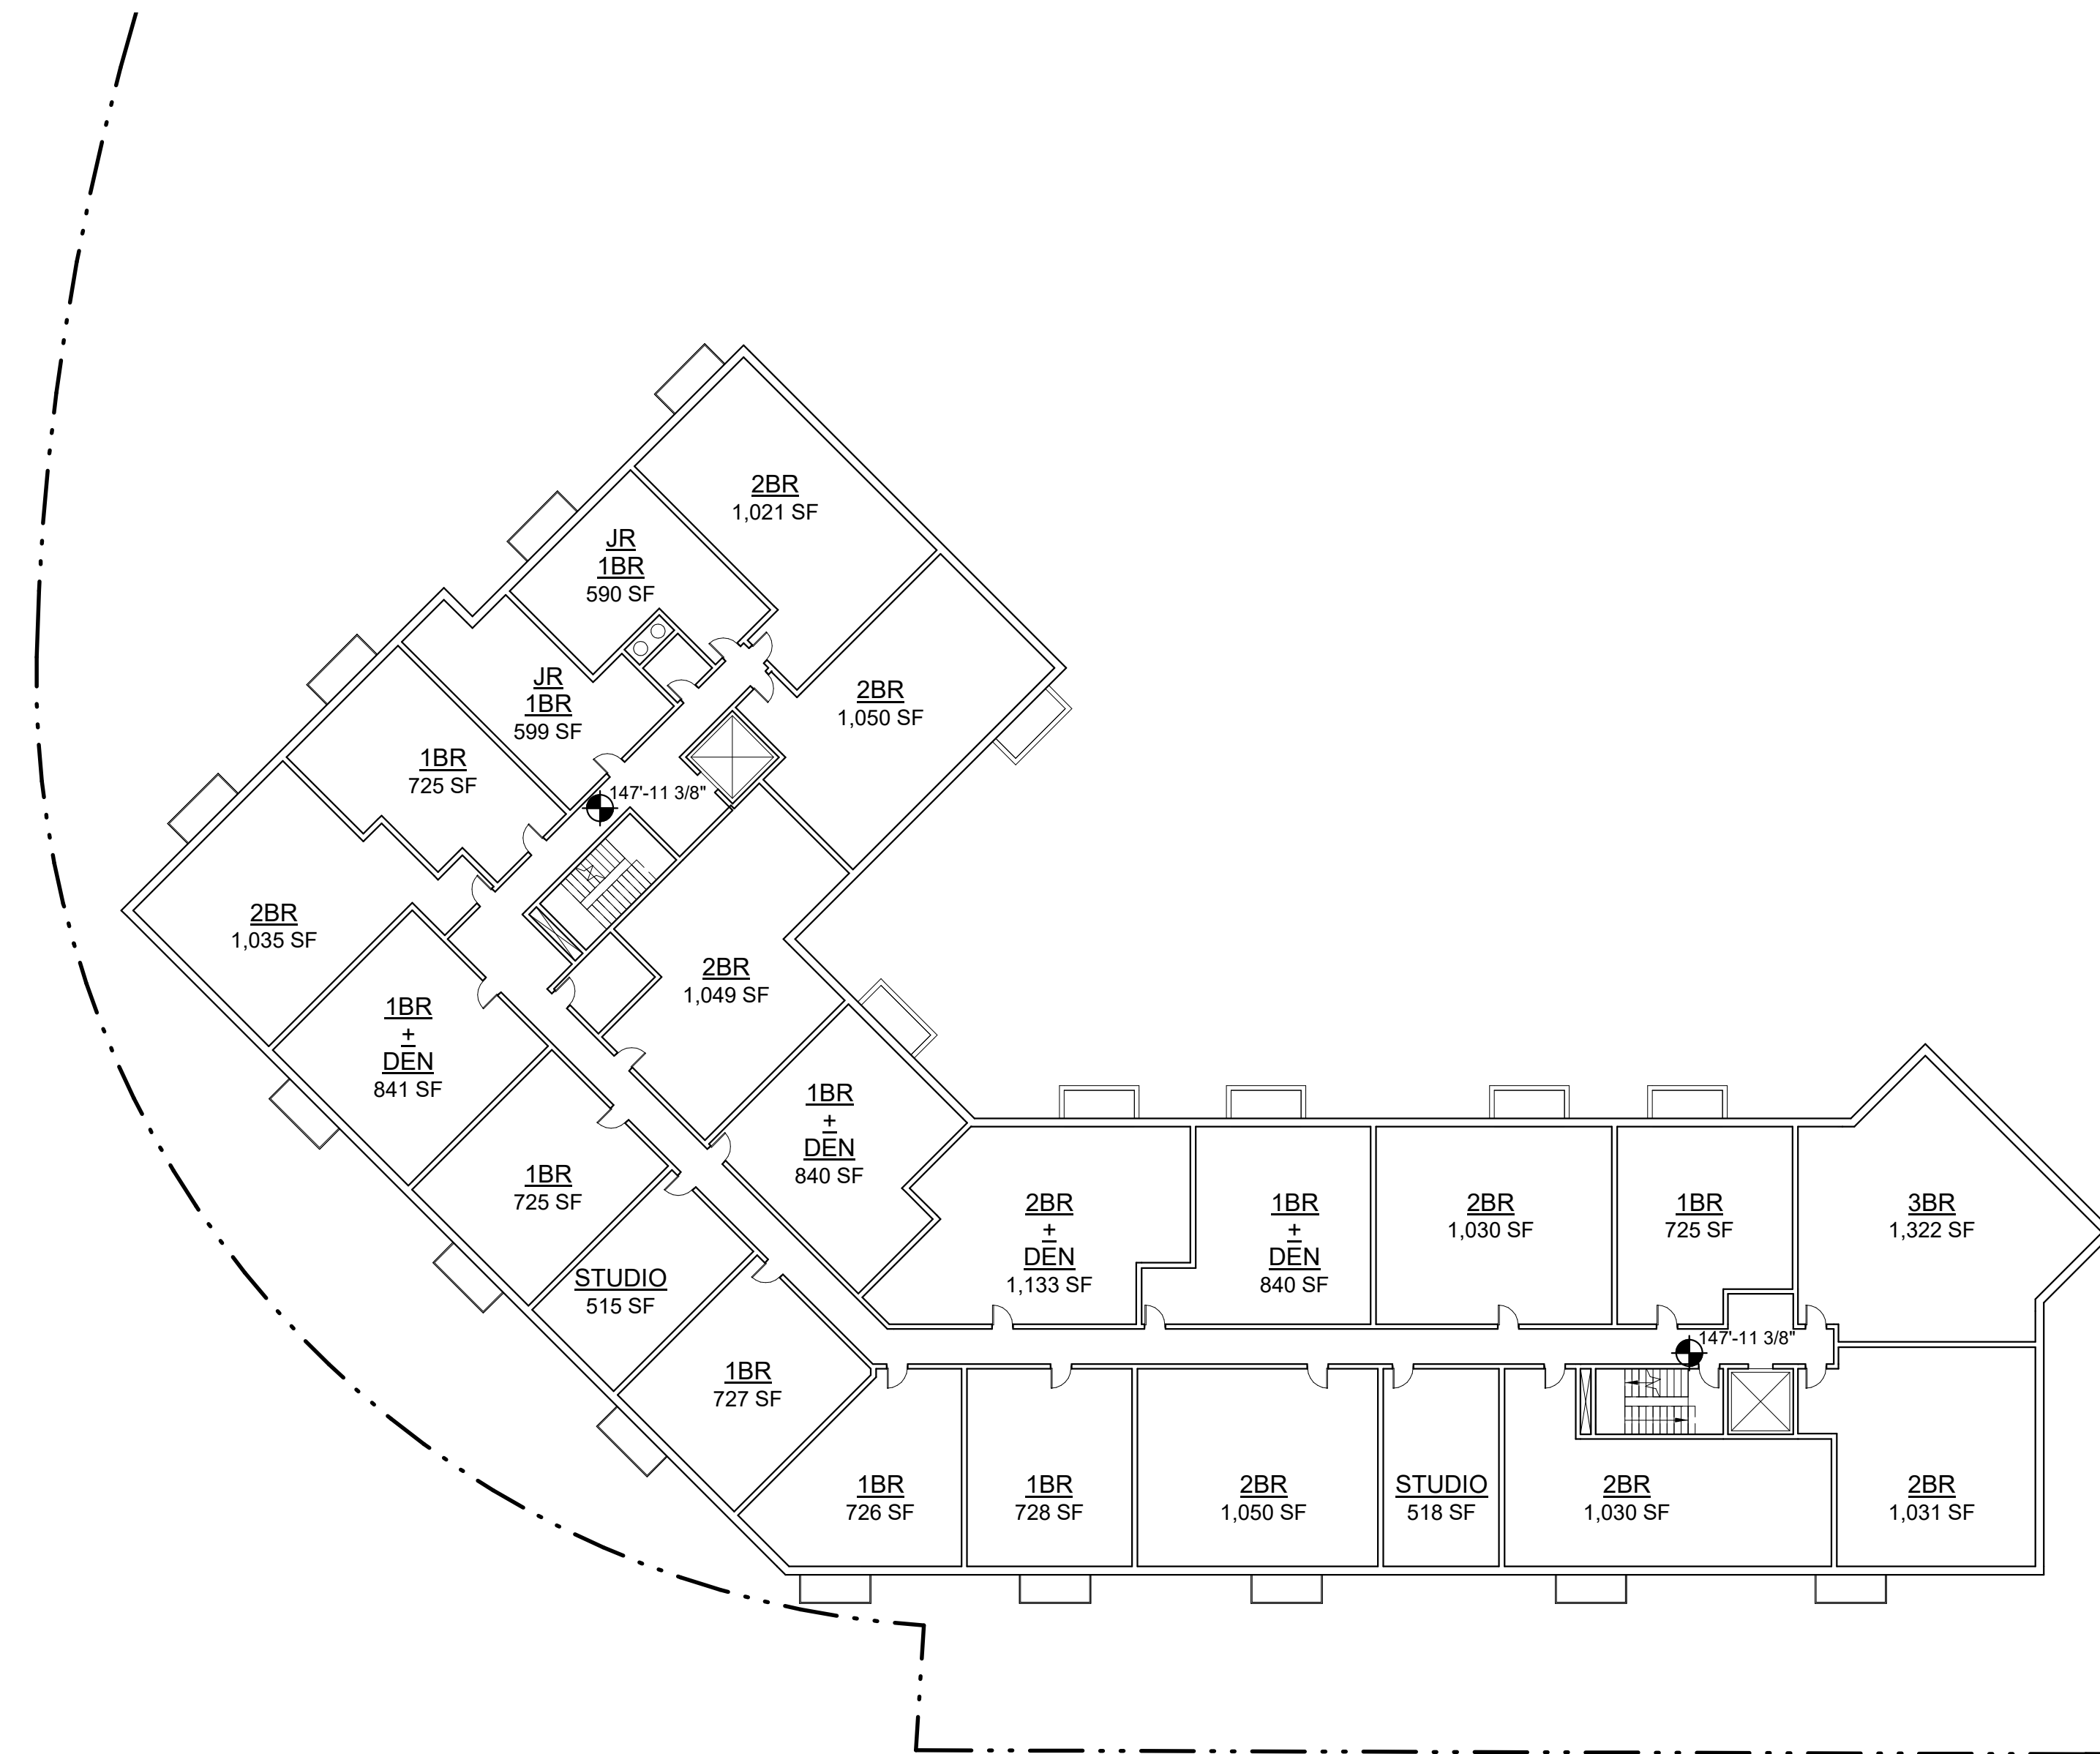 2BR
1,021 SF
JR
1BR
590 SF
2BR
1,050 SF
JR
1BR
599 SF
1BR
725 SF
147'-11 3/8"
2BR
1,035 SF
2BR
1,049 SF
1BR
+
DEN
841 SF
1BR
+
DEN
840 SF
1BR
725 SF
2BR
+
DEN
1,133 SF
1BR
+
DEN
840 SF
2BR
1,030 SF
1BR
725 SF
3BR
1,322 SF
STUDIO
515 SF
147'-11 3/8"
1BR
727 SF
1BR
726 SF
1BR
728 SF
2BR
1,050 SF
STUDIO
518 SF
2BR
1,030 SF
2BR
1,031 SF